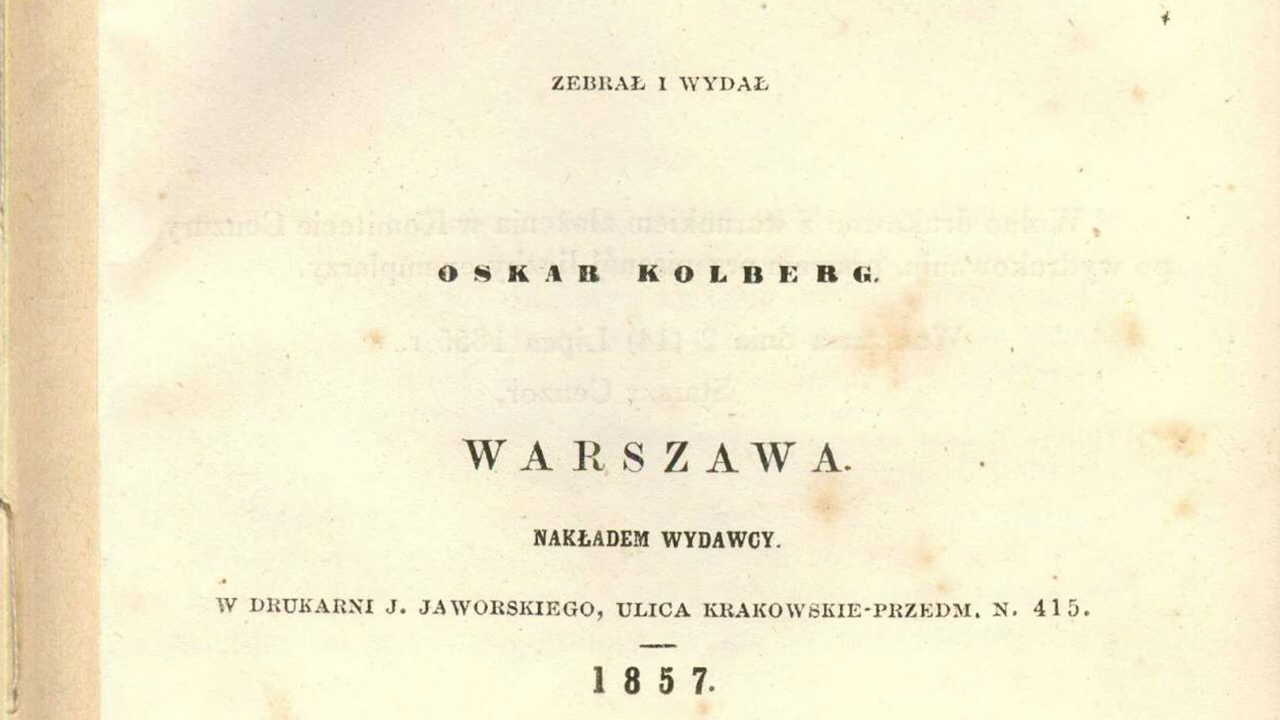 ZEBRAŁ I WYDAŁ
OSKAR KOLBERG.
WARSZAWA.
NAKŁADEM WYDAWCY.
W DRUKARNI J. JAWORSKIEGO, ULICA KRAKOWSKIE-PRZEDM. N. 415.
1857.